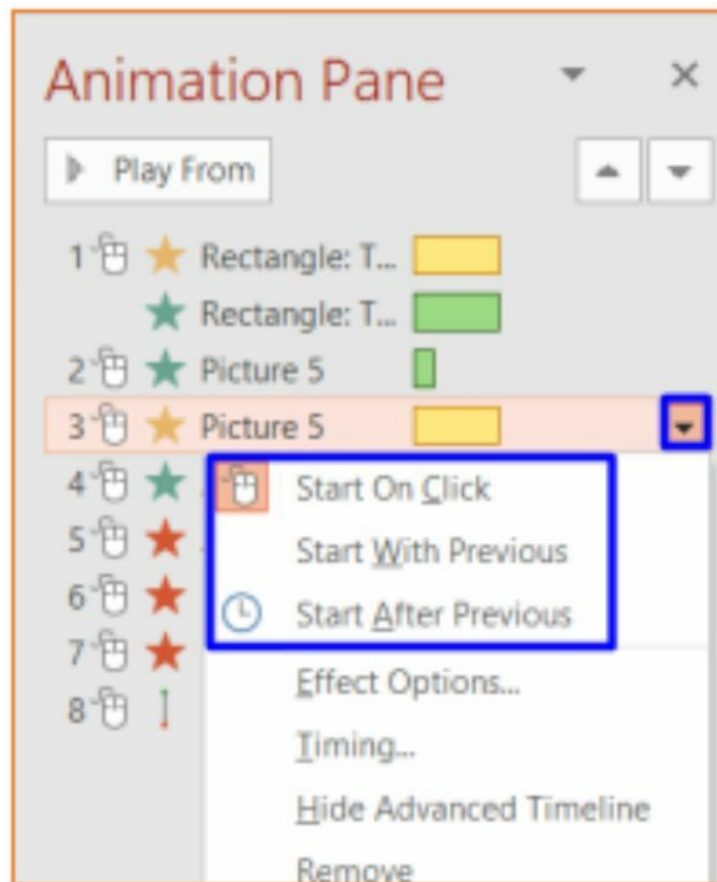 Animation Pane
Play From
1 Rectangle: T...
Rectangle: T...
2 Picture 5
3 Picture 5
4
Start On Click
5
Start With Previous
6
Start After Previous
7
Effect Options...
8
Timing...
Hide Advanced Timeline
Remove